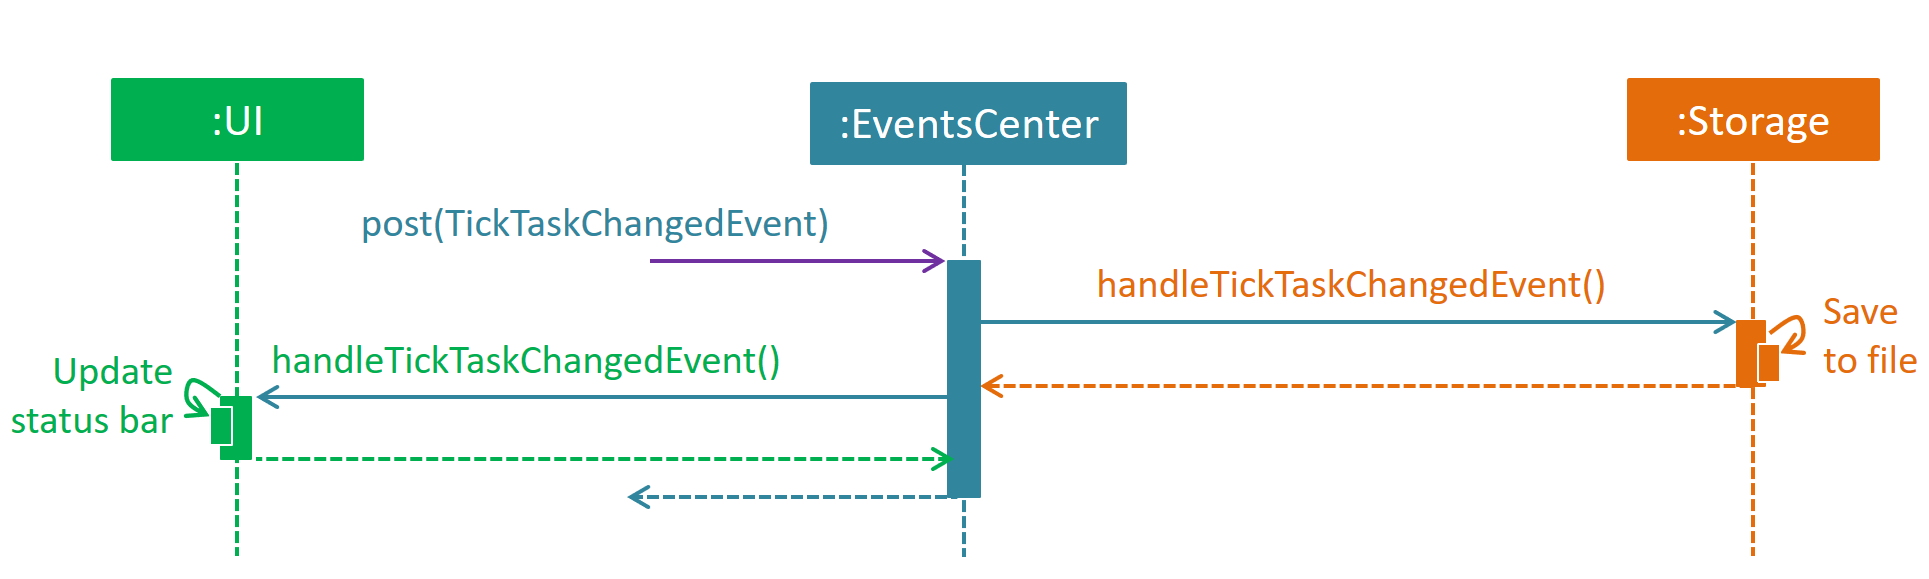 :UI
:EventsCenter
:Storage
post(TickTaskChangedEvent)
handleTickTaskChangedEvent()
Save
to file
handleTickTaskChangedEvent()
Update
status bar